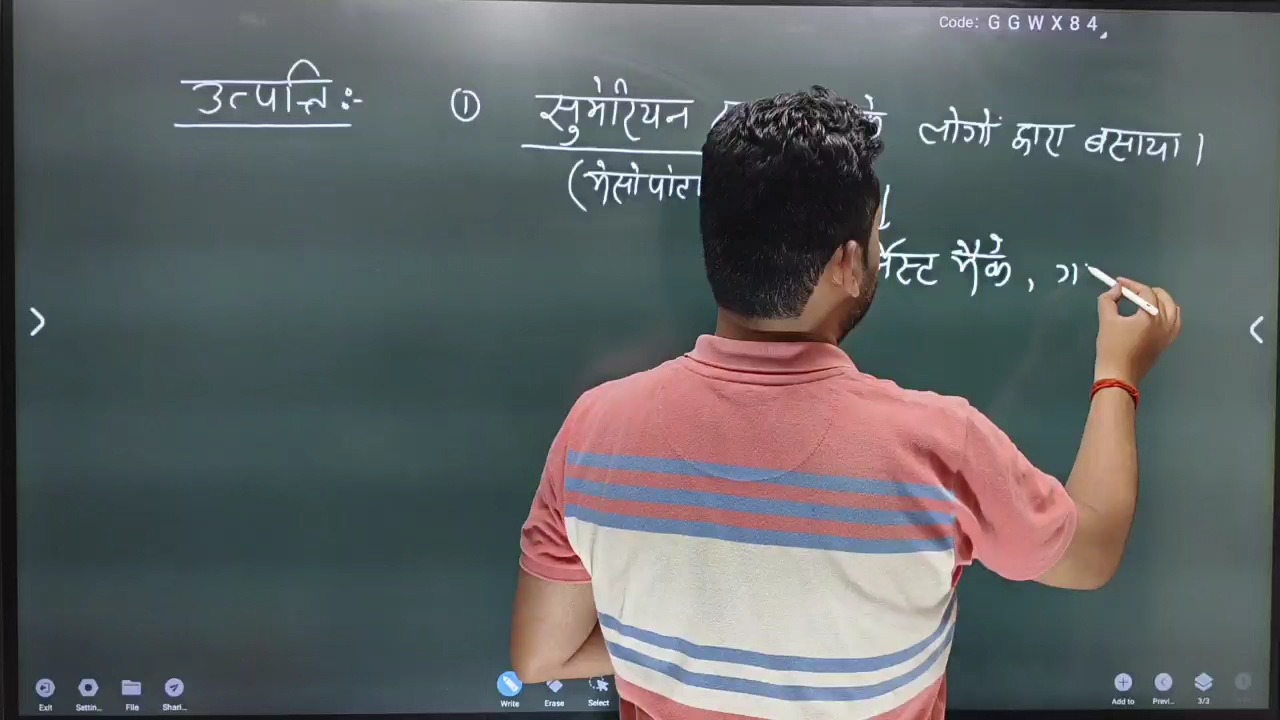 Code: G G W X 8 4
उत्पत्ति :- ① सुमेरियन के लोगों द्वारा बसाया।
(मेसोपोटा
मैके,
Exit
Settin..
File
Shari..
Write
Erase
Select
Add to
Previ..
3/3